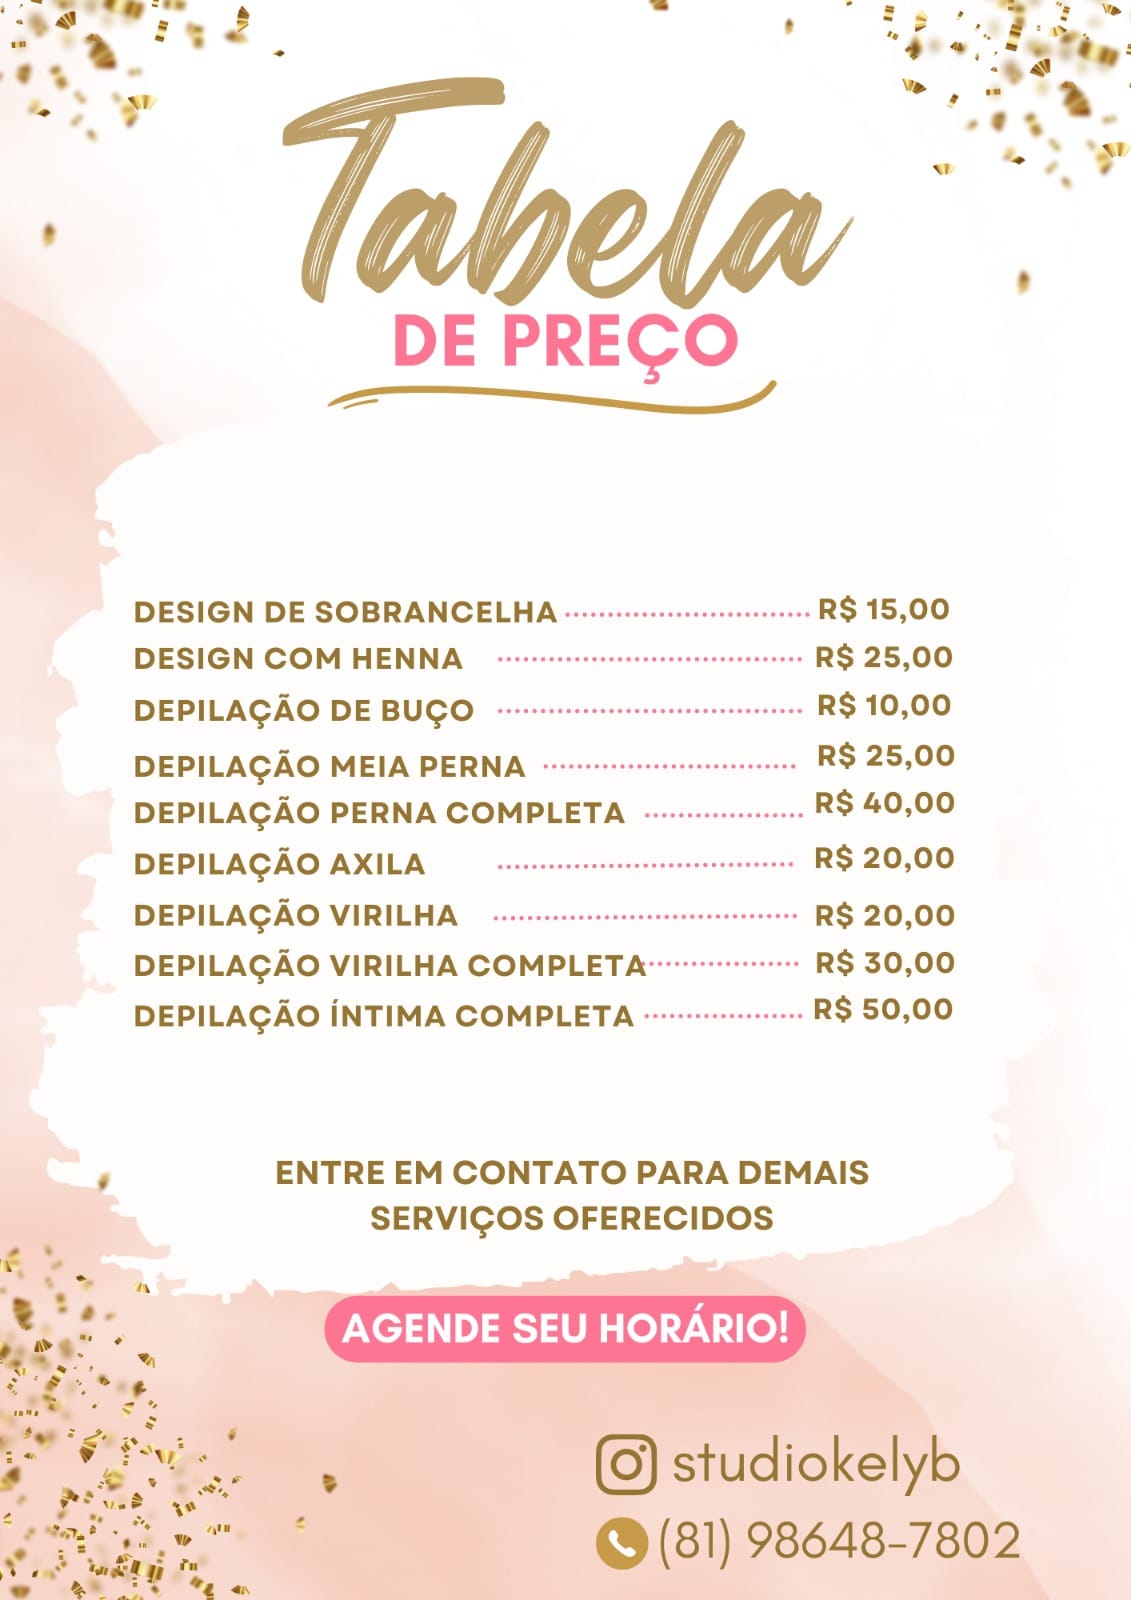 Tabela
DE PREÇO
DESIGN DE SOBRANCELHA R$ 15,00
DESIGN COM HENNA R$ 25,00
DEPILAÇÃO DE BUÇO R$ 10,00
DEPILAÇÃO MEIA PERNA R$ 25,00
DEPILAÇÃO PERNA COMPLETA R$ 40,00
DEPILAÇÃO AXILA R$ 20,00
DEPILAÇÃO VIRILHA R$ 20,00
DEPILAÇÃO VIRILHA COMPLETA R$ 30,00
DEPILAÇÃO ÍNTIMA COMPLETA R$ 50,00
ENTRE EM CONTATO PARA DEMAIS
SERVIÇOS OFERECIDOS
AGENDE SEU HORÁRIO!
studiokelyb
(81) 98648-7802